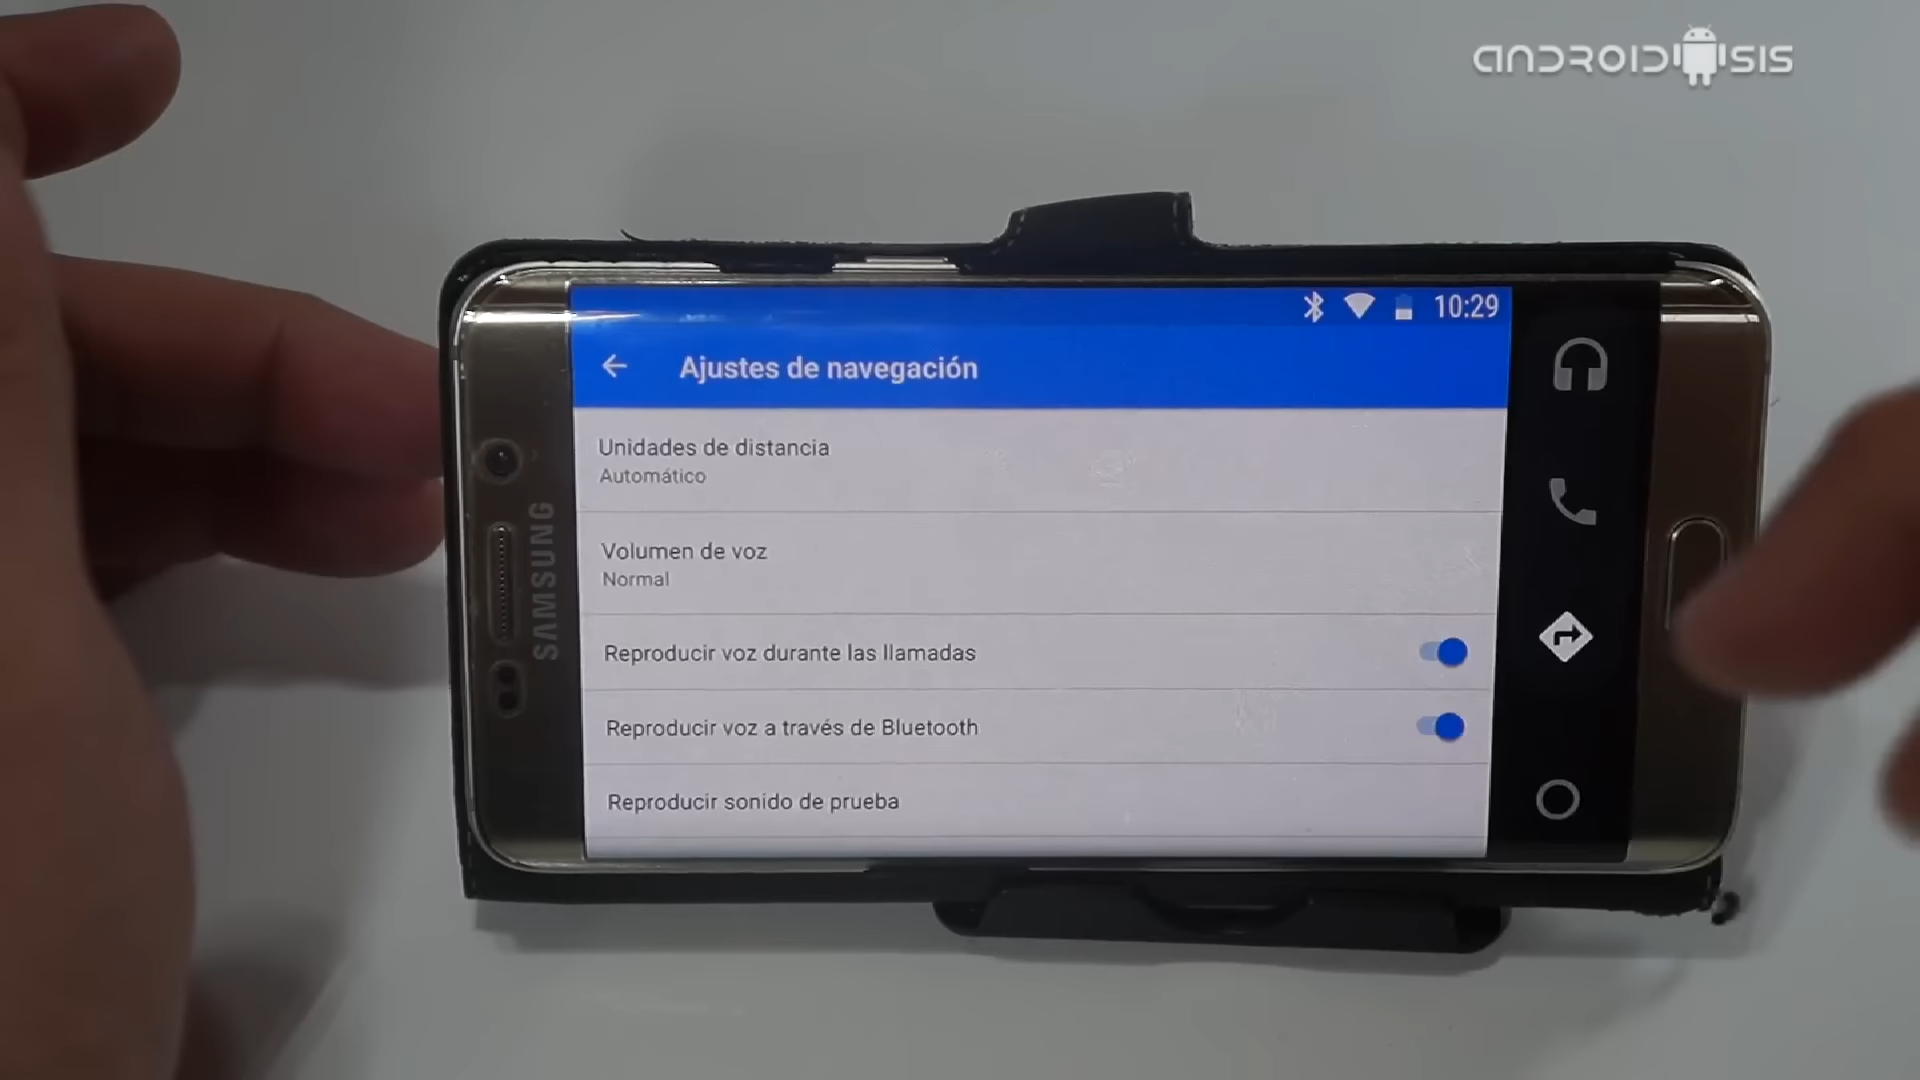 ANDROIDSIS
10:29
Ajustes de navegación
Unidades de distancia
Automático
Volumen de voz
Normal
Reproducir voz durante las llamadas
Reproducir voz a través de Bluetooth
Reproducir sonido de prueba
SAMSUNG